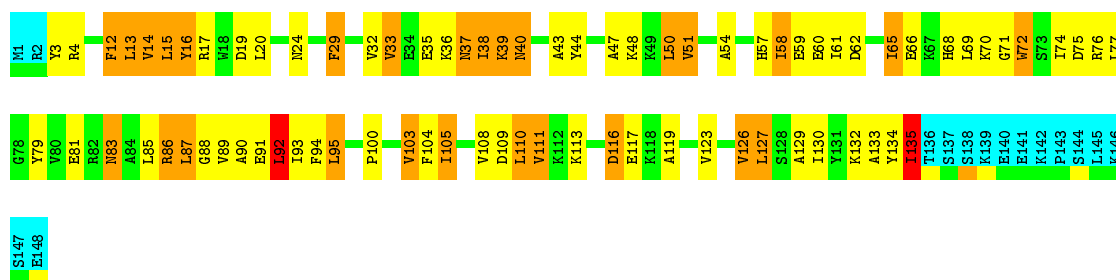 M1 R2 Y3 R4 F12 L13 V14 L15 Y16 R17 W18 D19 L20 N24 F29 V32 V33 E34 E35 K36 N37 I38 K39 N40 A43 Y44 A47 K48 K49 L50 V51 A54 H57 I58 E59 E60 I61 D62 I65 E66 K67 H68 L69 K70 G71 W72 S73 I74 D75 R76 L77
G78 Y79 V80 E81 R82 N83 A84 L85 R86 L87 G88 V89 A90 E91 L92 I93 F94 L95 P100 V103 F104 I105 V108 D109 L110 V111 K112 K113 D116 E117 K118 A119 V123 V126 L127 S128 A129 I130 Y131 K132 A133 Y134 I135 T136 S137 S138 K139 E140 E141 K142 P143 S144 L145 K146
S147 E148